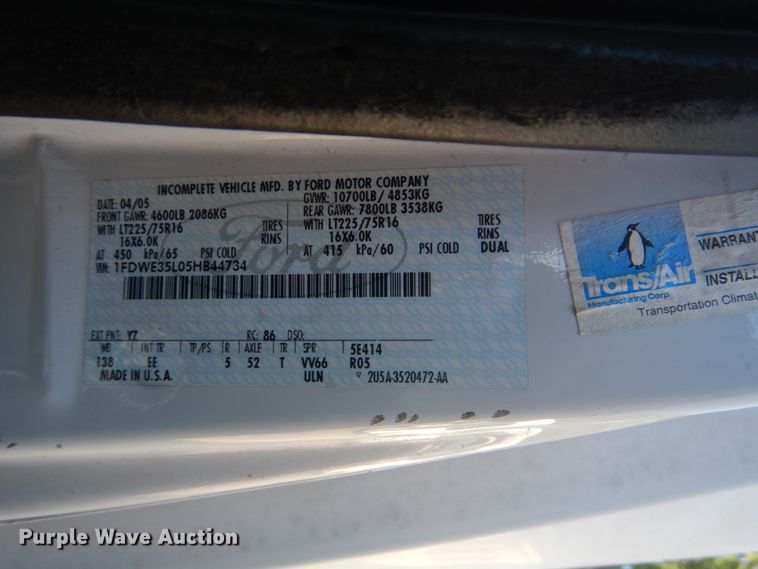 INCOMPLETE VEHICLE MFD. BY FORD MOTOR COMPANY
DATE: 04/05 GVWR: 10700LB/ 4853KG
FRONT GAWR: 4600LB 2086KG REAR GAWR: 7800LB 3538KG
WITH LT225/75R16 TIRES WITH LT225/75R16 TIRES
16X6.0K RIMS 16X6.0K RIMS
AT 450 kPa/65 PSI COLD AT 415 kPa/60 PSI COLD DUAL
VIN: 1FDWE35L05HB44734
Ford
EXT PNT: YZ RC: 86 DSO:
WB INT TR TP/PS R AXLE TR SPR 5E414
138 EE 5 52 T VV66 R05
MADE IN U.S.A. ULN ▽ 2U5A-3520472-AA
Trans/Air
Manufacturing Corp.
INSTALL
Transportation Climat
Purple Wave Auction